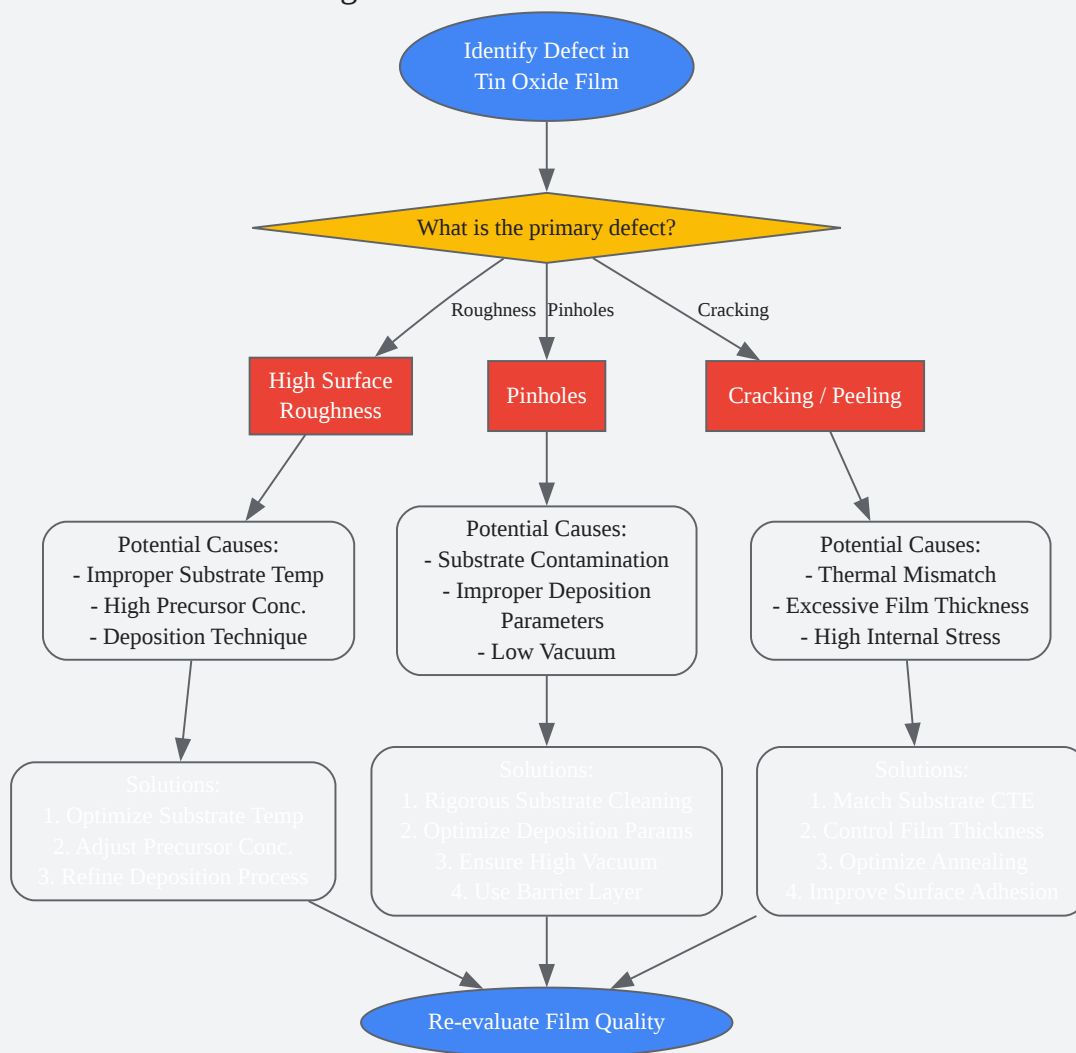 Identify Defect in
Tin Oxide Film
What is the primary defect?
Roughness
Pinholes
Cracking
High Surface
Roughness
Pinholes
Cracking / Peeling
Potential Causes:
- Improper Substrate Temp
- High Precursor Conc.
- Deposition Technique
Potential Causes:
- Substrate Contamination
- Improper Deposition
Parameters
- Low Vacuum
Potential Causes:
- Thermal Mismatch
- Excessive Film Thickness
- High Internal Stress
Solutions:
1. Optimize Substrate Temp
2. Adjust Precursor Conc.
3. Refine Deposition Process
Solutions:
1. Rigorous Substrate Cleaning
2. Optimize Deposition Params
3. Ensure High Vacuum
4. Use Barrier Layer
Solutions:
1. Match Substrate CTE
2. Control Film Thickness
3. Optimize Annealing
4. Improve Surface Adhesion
Re-evaluate Film Quality